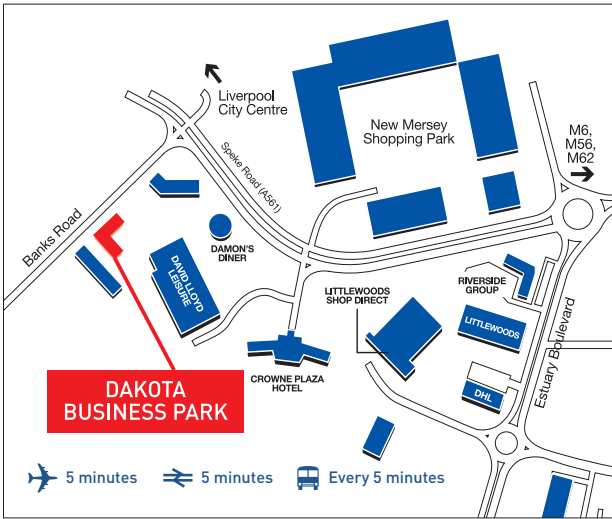 Liverpool
City Centre
New Mersey
Shopping Park
M6,
M56,
M62
Speke Road (A561)
Banks Road
DAMON'S
DINER
DAVID LLOYD
LEISURE
LITTLEWOODS
SHOP DIRECT
RIVERSIDE
GROUP
LITTLEWOODS
Estuary Boulevard
CROWNE PLAZA
HOTEL
DHL
DAKOTA
BUSINESS PARK
5 minutes
5 minutes
Every 5 minutes